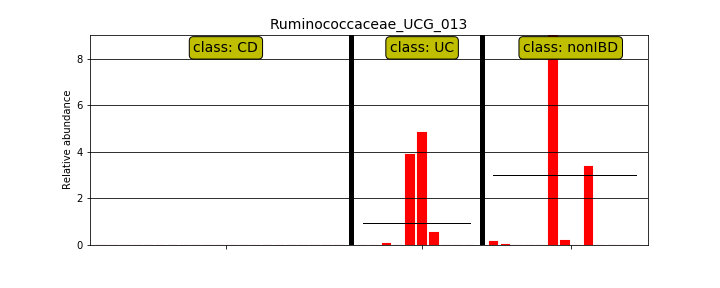 Ruminococcaceae_UCG_013
class: CD
class: UC
class: nonIBD
Relative abundance
8
6
4
2
0